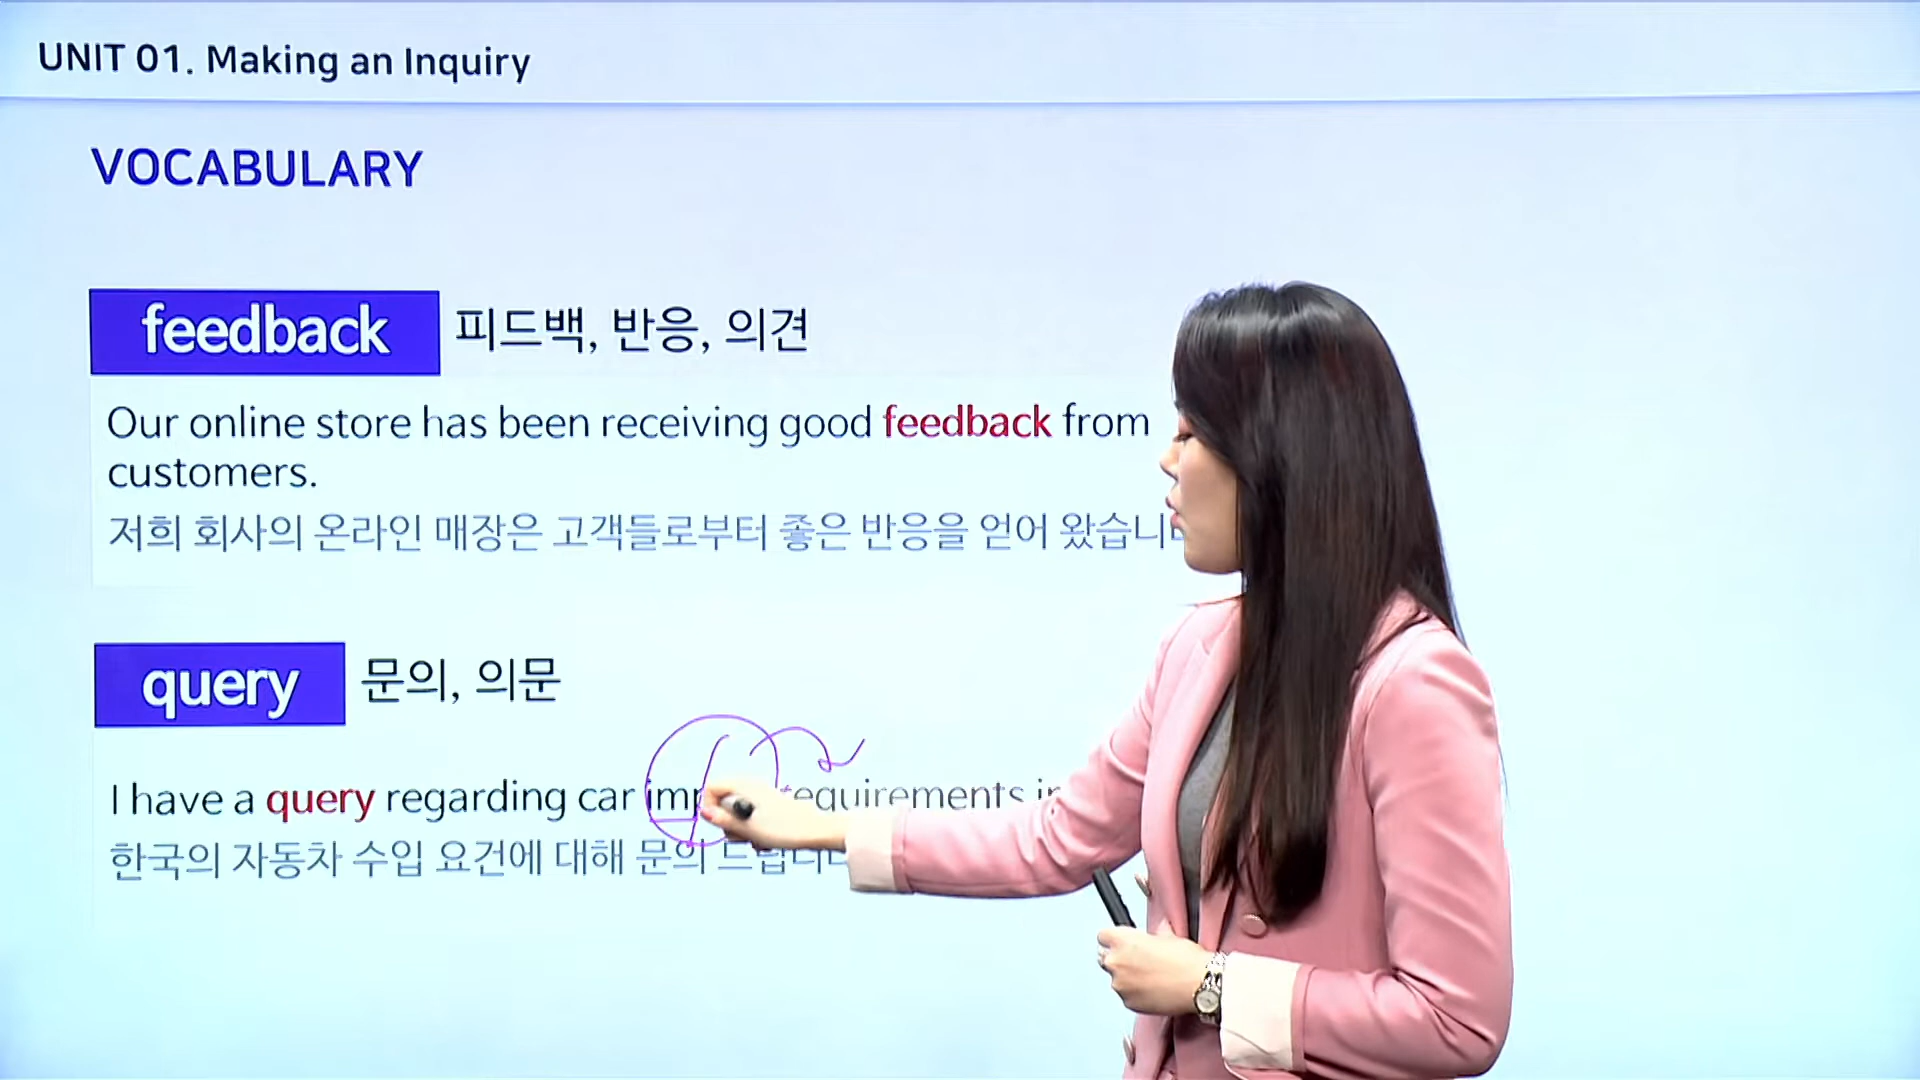 UNIT 01. Making an Inquiry
VOCABULARY
feedback 피드백, 반응, 의견
Our online store has been receiving good feedback from
customers.
저희 회사의 온라인 매장은 고객들로부터 좋은 반응을 얻어
query 문의, 의문
I have a query regarding car requirements
한국의 자동차 수입 요건에 대해 문의